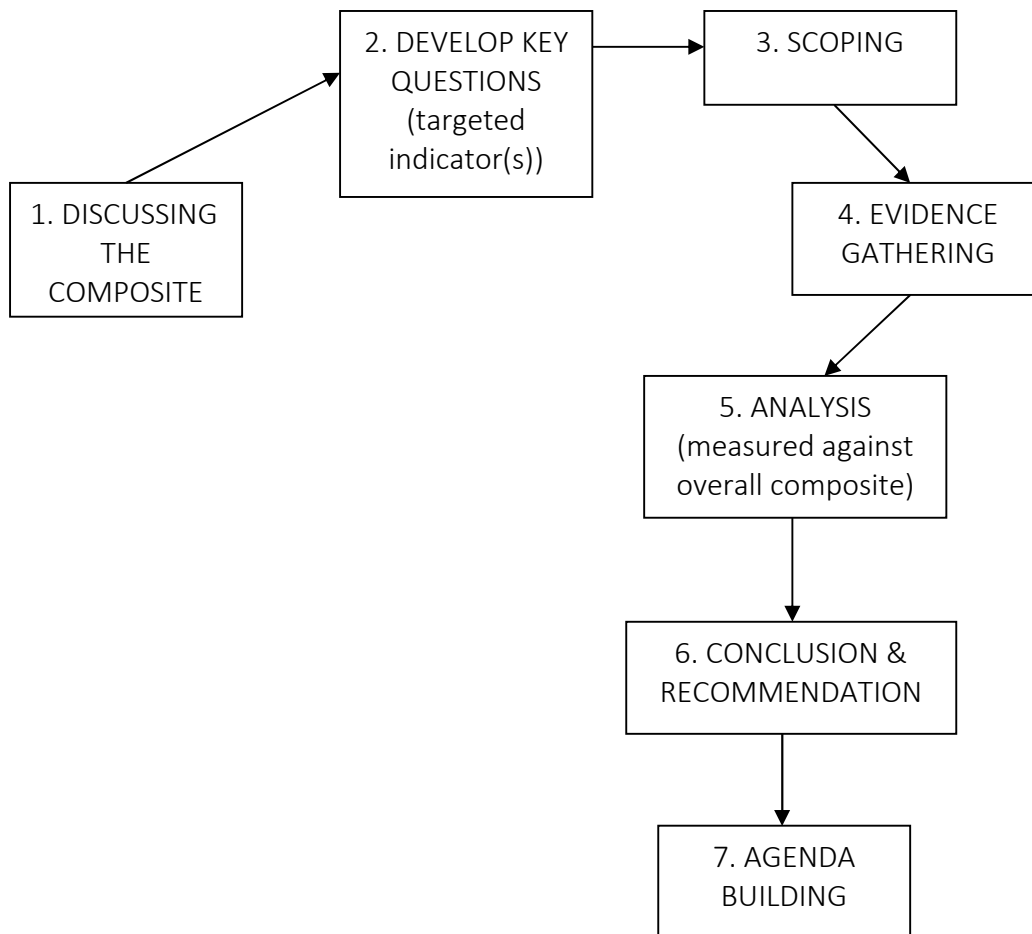 1. DISCUSSING
THE
COMPOSITE
2. DEVELOP KEY
QUESTIONS
(targeted
indicator(s))
3. SCOPING
4. EVIDENCE
GATHERING
5. ANALYSIS
(measured against
overall composite)
6. CONCLUSION &
RECOMMENDATION
7. AGENDA
BUILDING